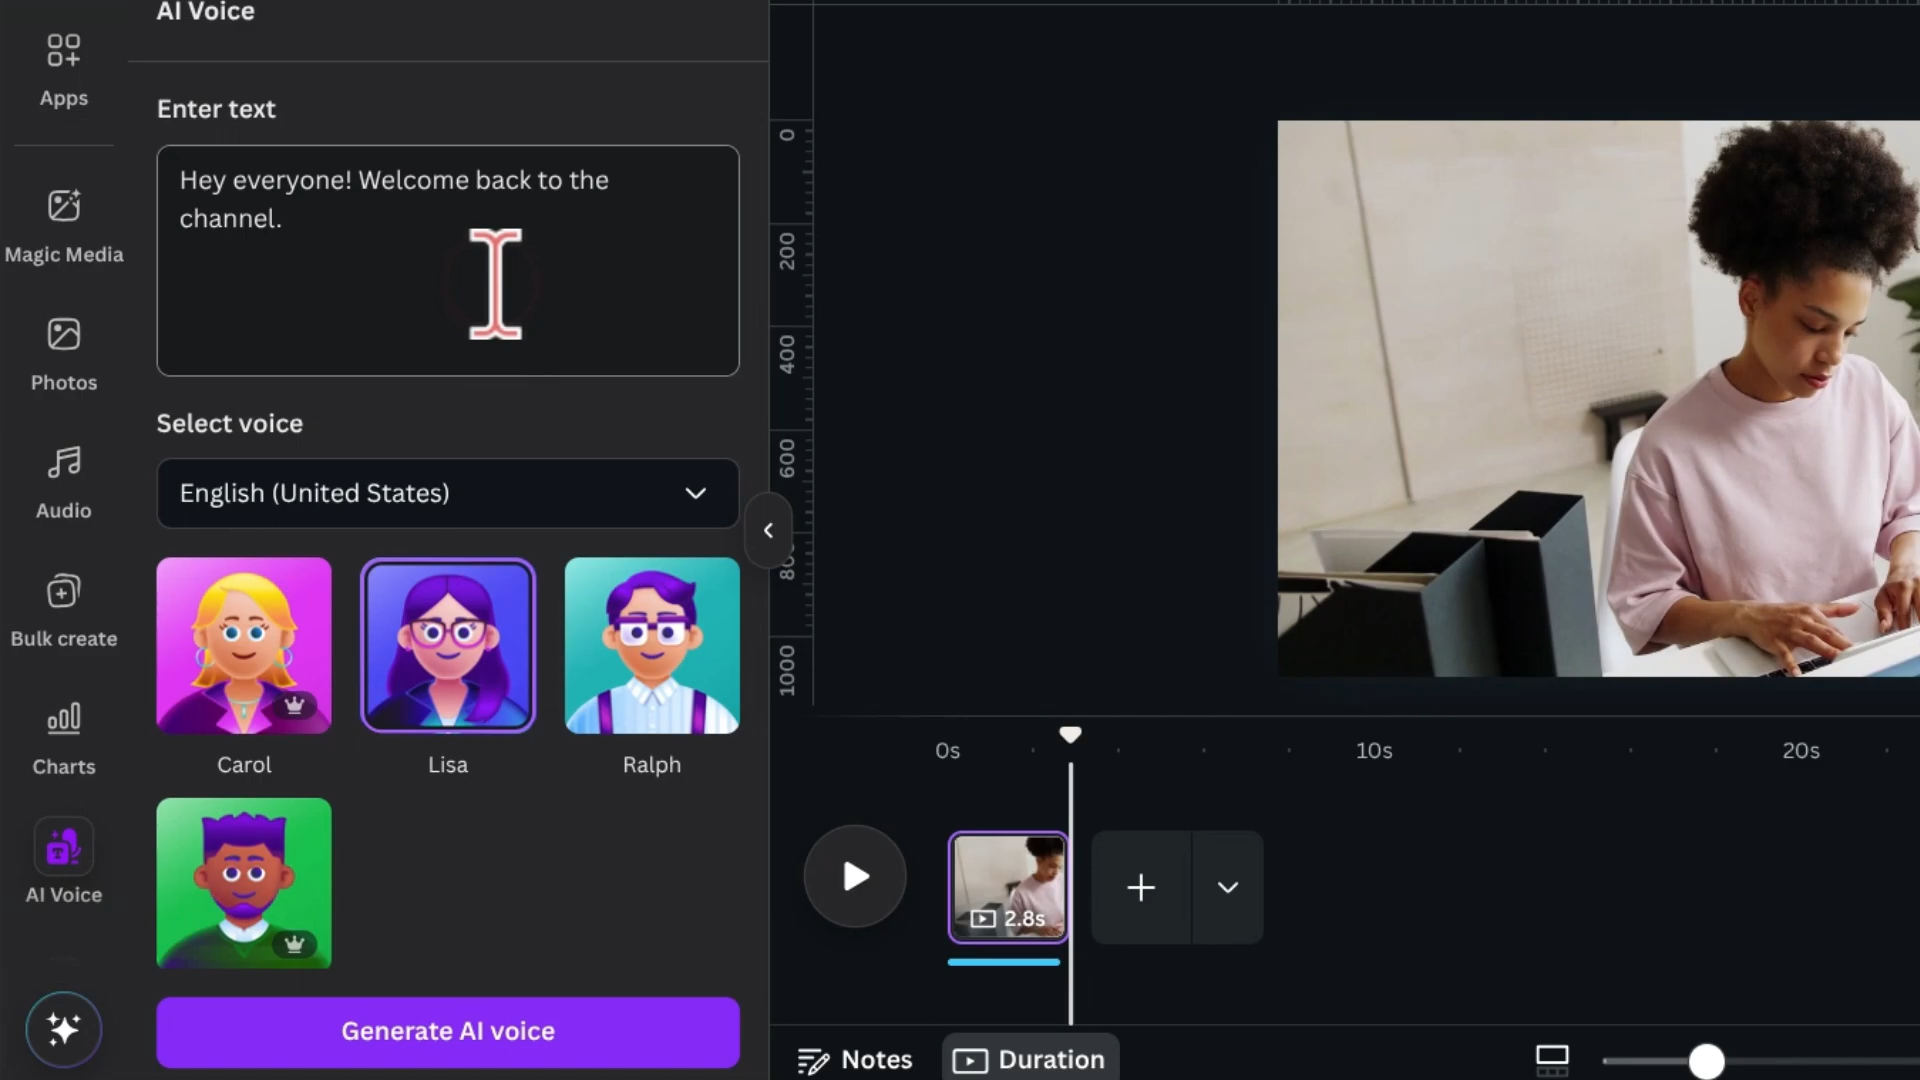 AI Voice
Apps
Magic Media
Photos
Audio
Bulk create
Charts
AI Voice
Enter text
Hey everyone! Welcome back to the
channel.
Select voice
English (United States)
Carol
Lisa
Ralph
Generate AI voice
0
200
400
600
800
1000
0s
10s
20s
2.8s
Notes
Duration